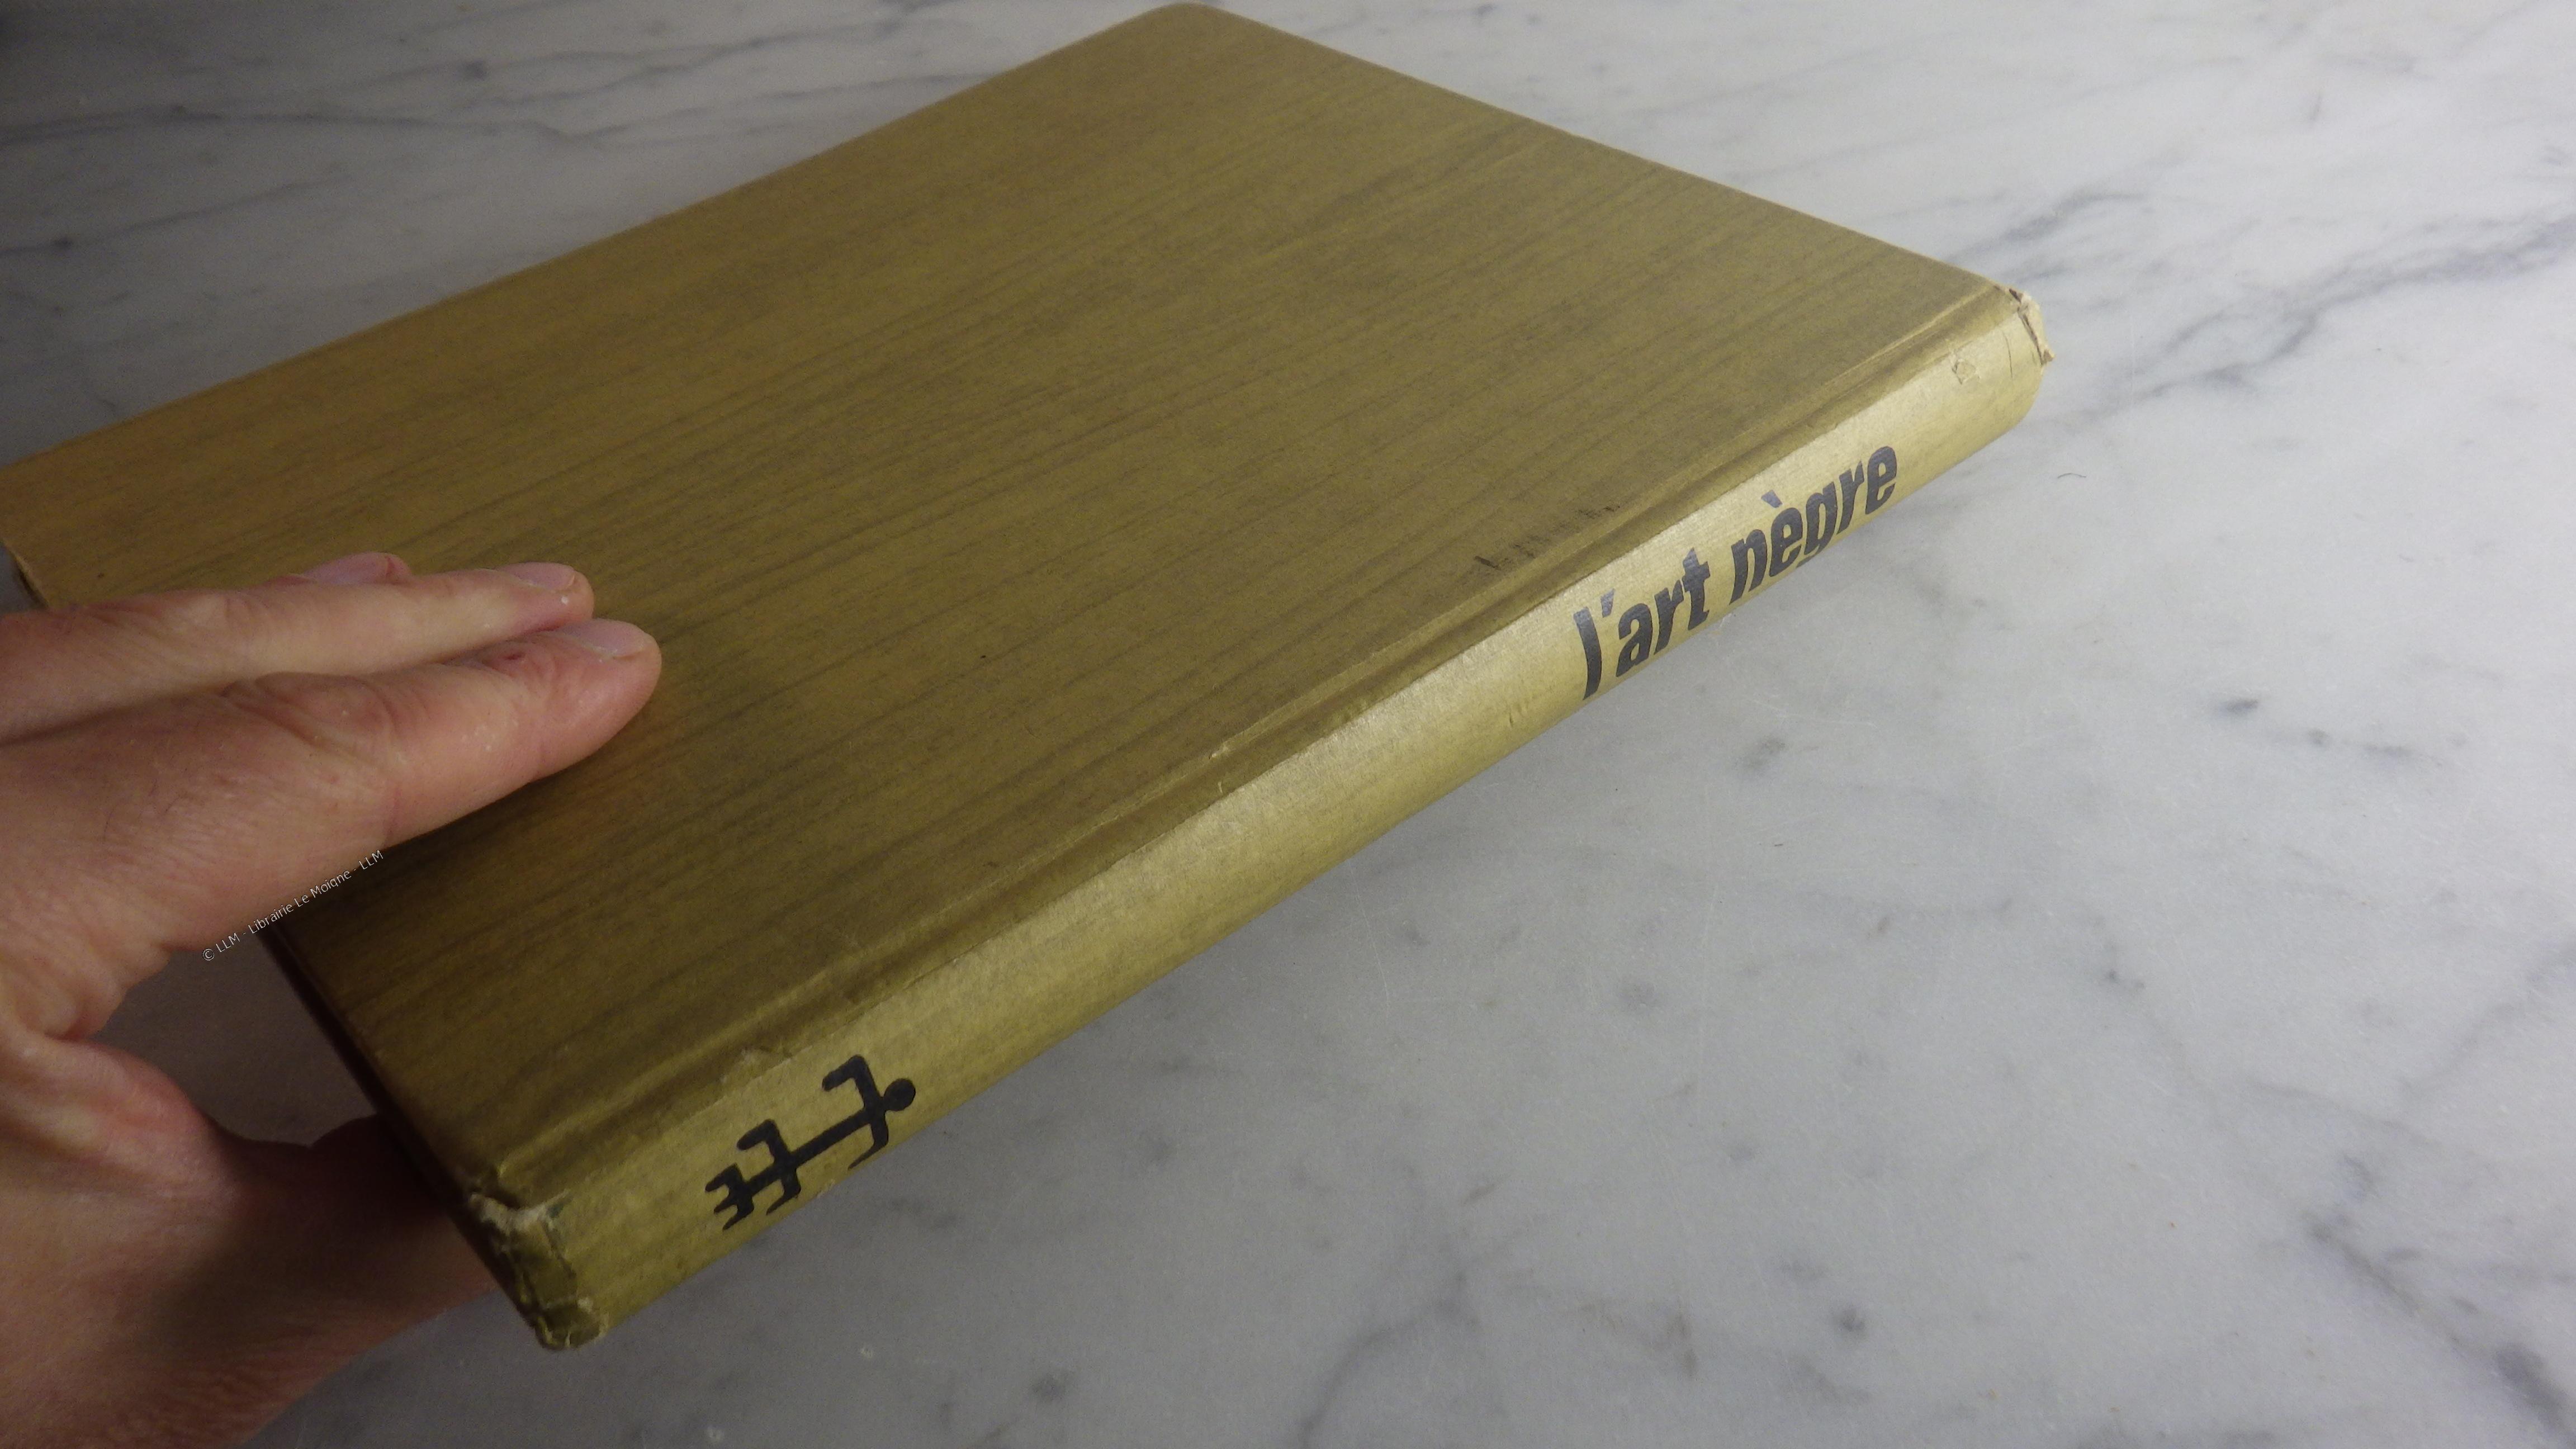 l'art nègre
© LLM - Librairie Le Moigne - LLM